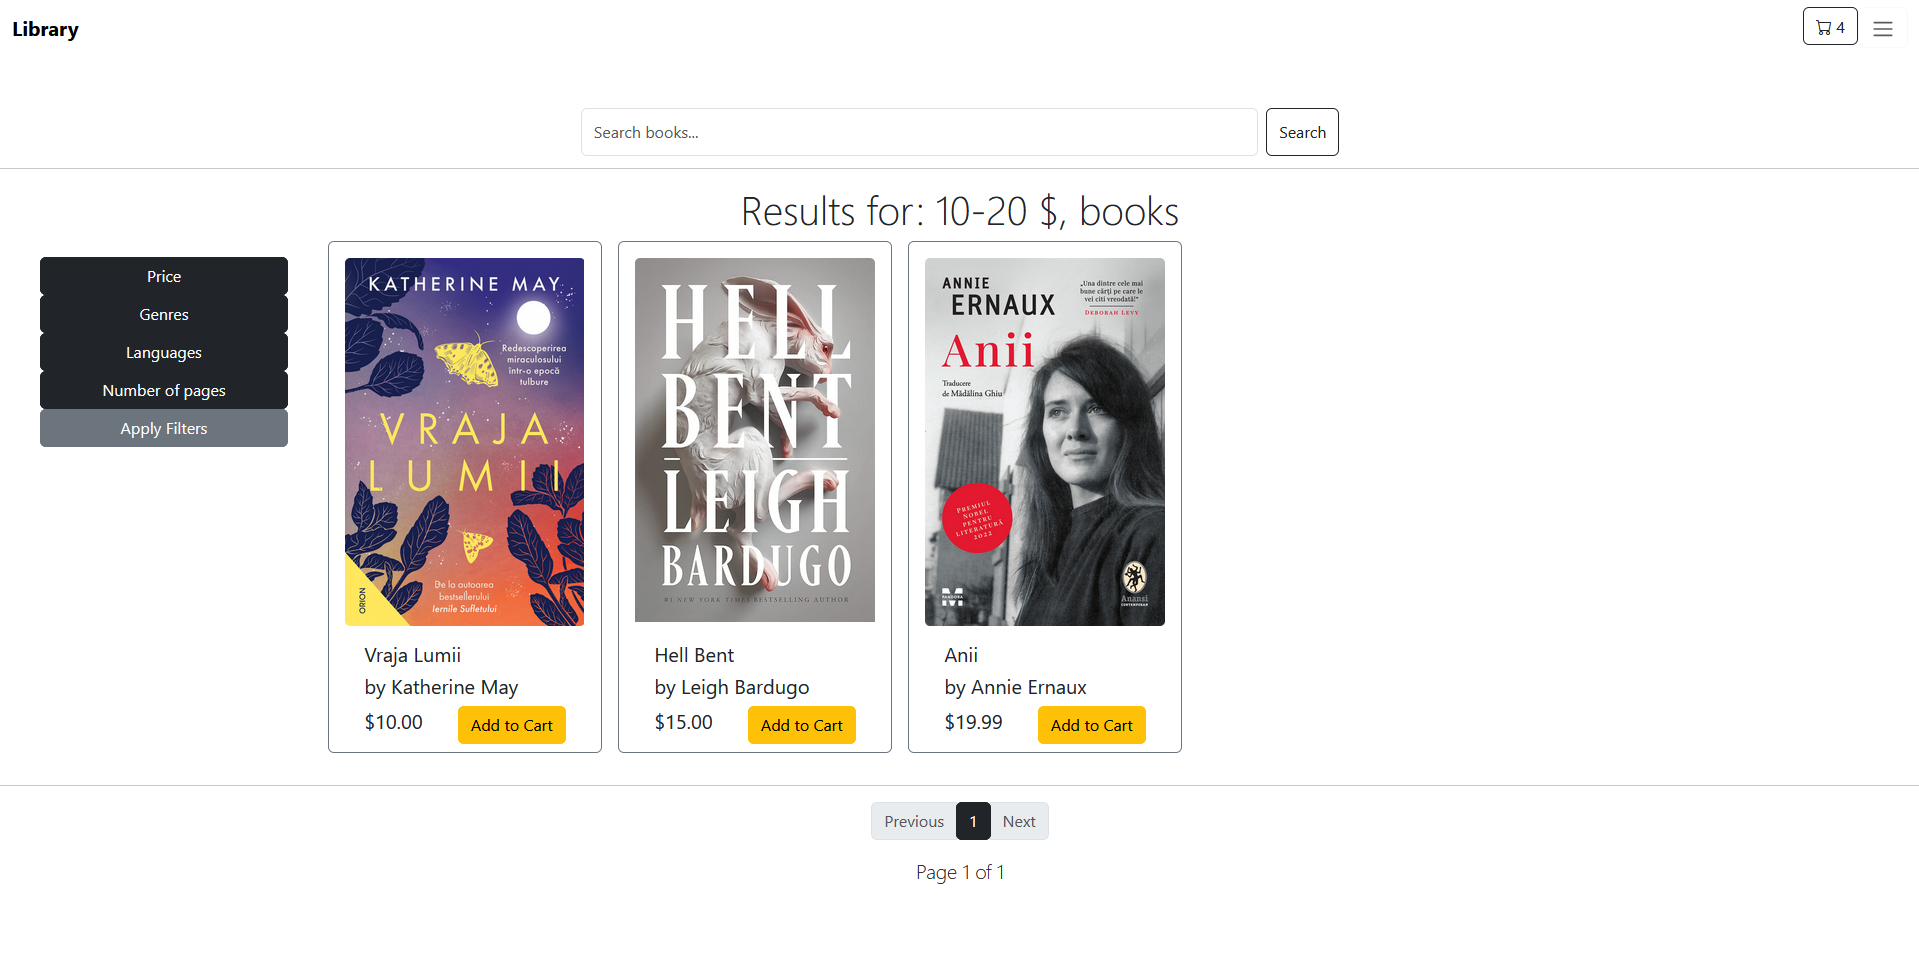 Library
4
Search books...
Search
Results for: 10-20 $, books
Price
Genres
Languages
Number of pages
Apply Filters
KATHERINE MAY
Redescoperirea
miraculosului
într-o epocă
tulbure
VRAJA
LUMII
De la autoarea
bestsellerului
Iernile Sufletului
ORION
Vraja Lumii
by Katherine May
$10.00
Add to Cart
HELL
BENT
LEIGH
BARDUGO
#1 NEW YORK TIMES BESTSELLING AUTHOR
Hell Bent
by Leigh Bardugo
$15.00
Add to Cart
ANNIE
ERNAUX
„Una dintre cele mai
bune cărți pe care le
vei citi vreodată!"
DEBORAH LEVY
Anii
Traducere
de Mădălina Ghiu
PREMIUL
NOBEL
PENTRU
LITERATURĂ
2022
PANDORA
M
Anansi
CONTEMPORAN
Anii
by Annie Ernaux
$19.99
Add to Cart
Previous
1
Next
Page 1 of 1